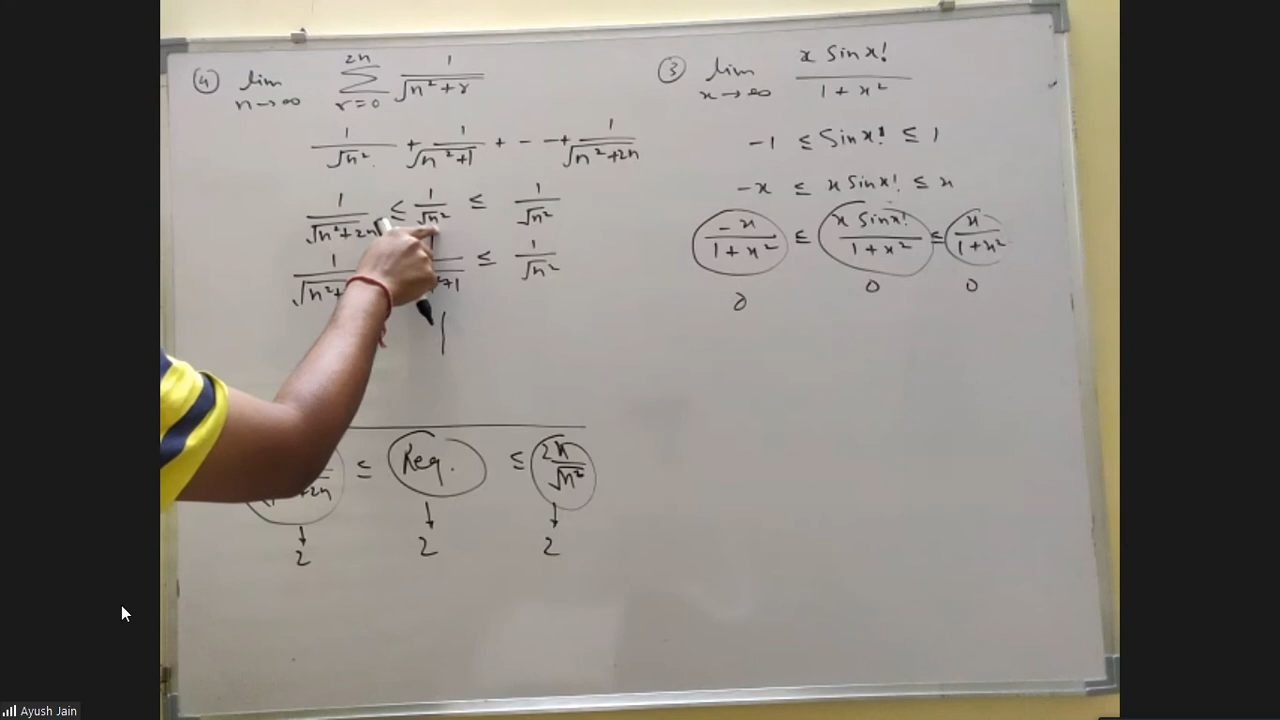 ④ lim n→∞ ∑ r=0 2n 1/√(n²+r)
1/√n² + 1/√(n²+1) + - - + 1/√(n²+2n)
1/√(n²+2n) ≤ 1/√n² ≤ 1/√n²
≤ 1/√n²
≤ Req. ≤ 2n/√n²
↓ ↓ ↓
2 2 2
③ lim x→∞ x Sin x!/(1 + x²)
-1 ≤ Sin x! ≤ 1
-x ≤ x Sin x! ≤ x
-x/(1 + x²) ≤ x Sin x!/(1 + x²) ≤ x/(1 + x²)
0 0 0
Ayush Jain